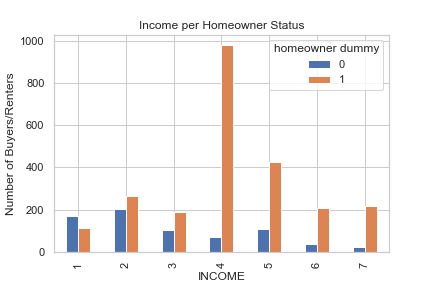 Income per Homeowner Status
homeowner dummy
0
1
Number of Buyers/Renters
1000
800
600
400
200
0
1 2 3 4 5 6 7
INCOME